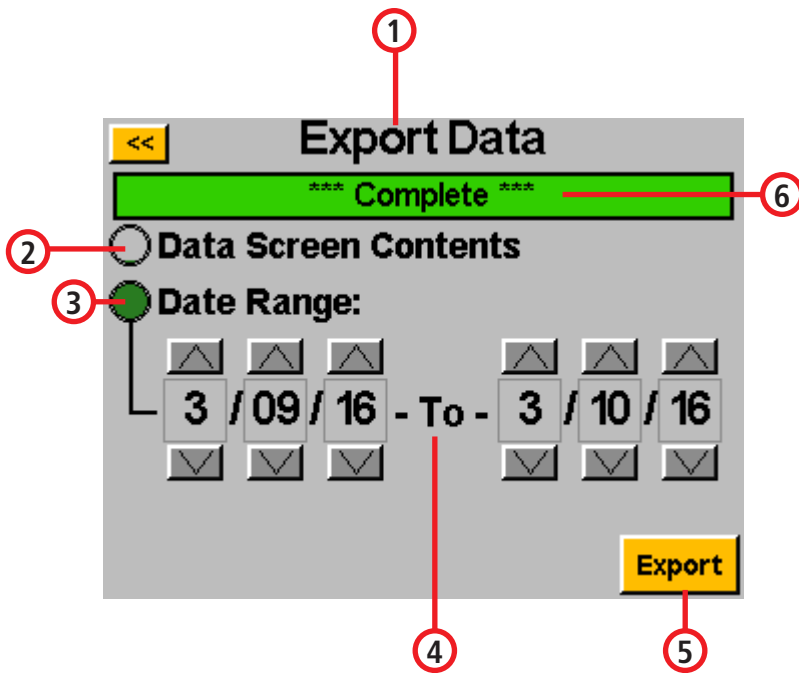 1
<< Export Data
*** Complete *** 6
2 Data Screen Contents
3 Date Range:
3 / 09 / 16 - To - 3 / 10 / 16
Export
4 5